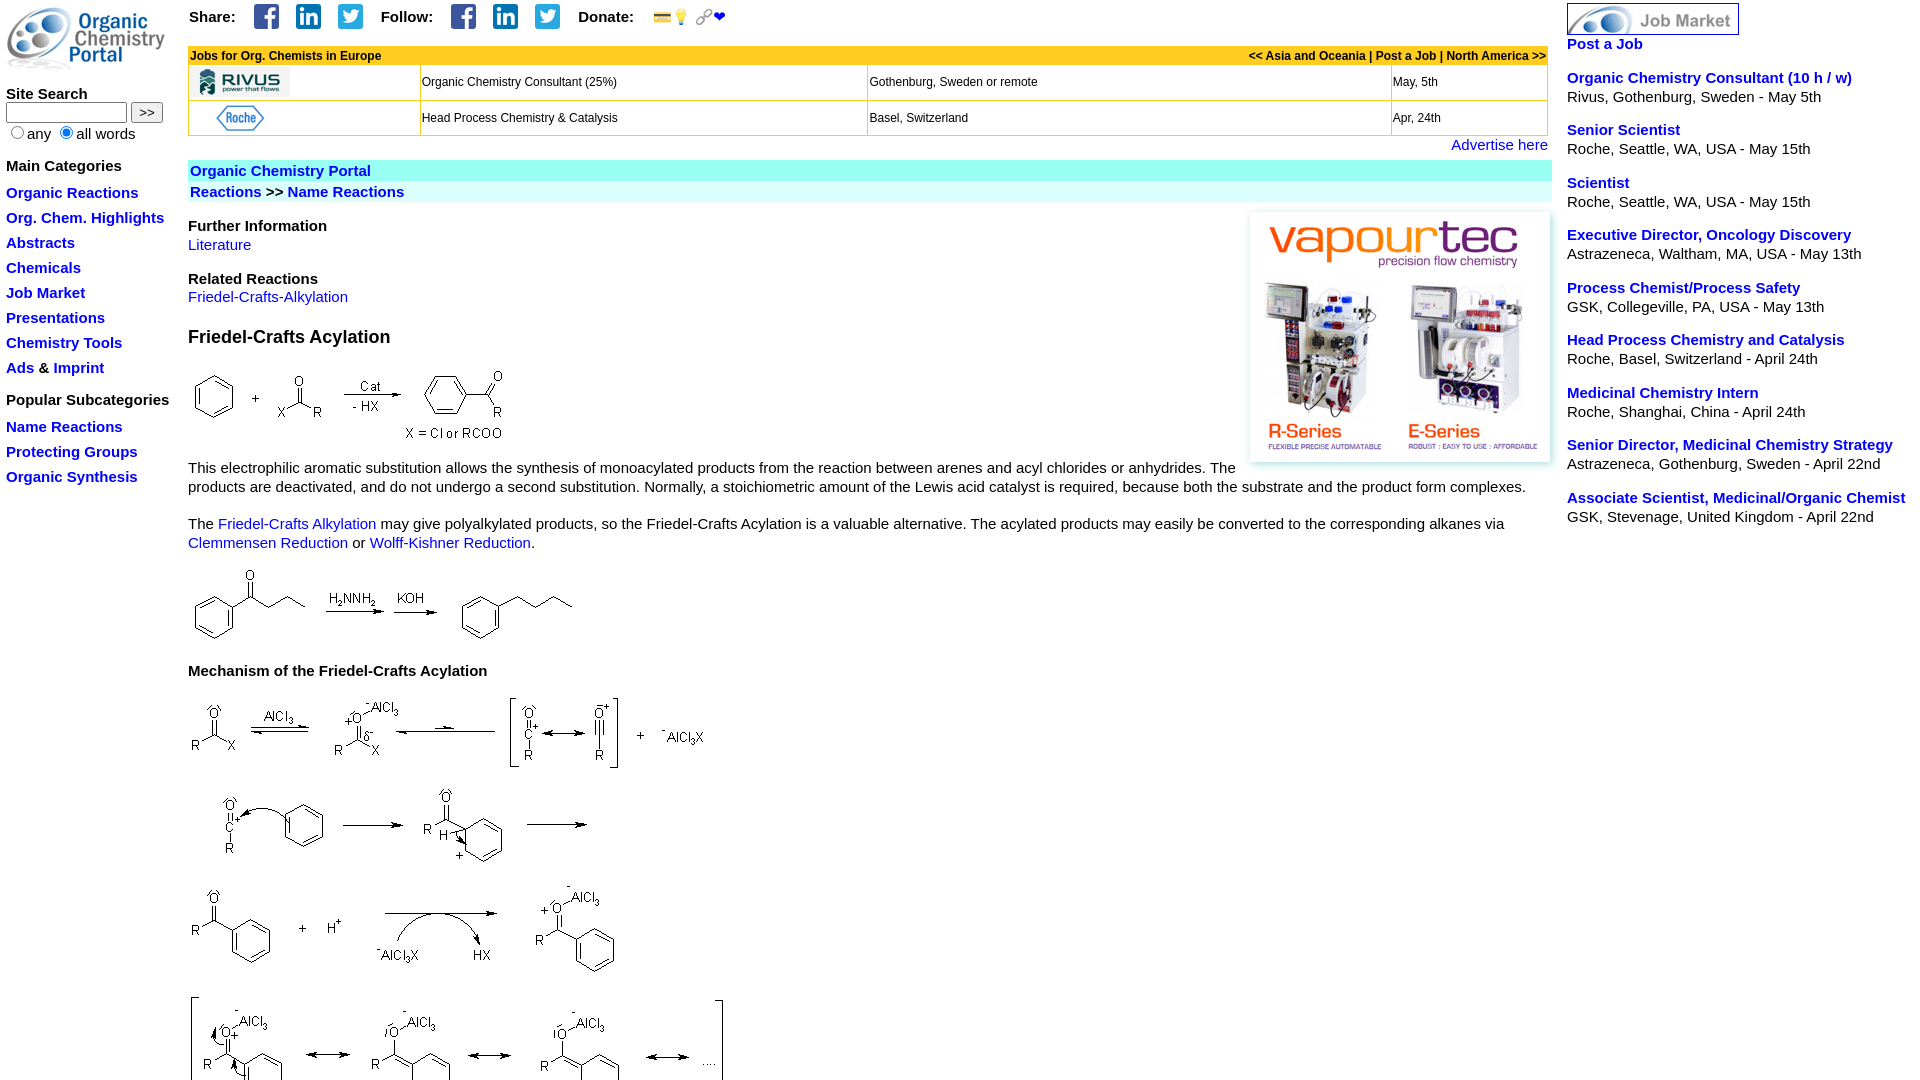 Organic
Chemistry
Portal
Site Search
>>
any all words
Main Categories
Organic Reactions
Org. Chem. Highlights
Abstracts
Chemicals
Job Market
Presentations
Chemistry Tools
Ads & Imprint
Popular Subcategories
Name Reactions
Protecting Groups
Organic Synthesis
Share: Follow: Donate:
Jobs for Org. Chemists in Europe << Asia and Oceania | Post a Job | North America >>
RIVUS
power that flows
Organic Chemistry Consultant (25%) Gothenburg, Sweden or remote May, 5th
Roche Head Process Chemistry & Catalysis Basel, Switzerland Apr, 24th
Advertise here
Organic Chemistry Portal
Reactions >> Name Reactions
Further Information
Literature
Related Reactions
Friedel-Crafts-Alkylation
vapourtec
precision flow chemistry
R-Series E-Series
FLEXIBLE PRECISE AUTOMATABLE ROBUST : EASY TO USE : AFFORDABLE
Friedel-Crafts Acylation
+ O X R Cat - HX O R
X = Cl or RCOO
This electrophilic aromatic substitution allows the synthesis of monoacylated products from the reaction between arenes and acyl chlorides or anhydrides. The
products are deactivated, and do not undergo a second substitution. Normally, a stoichiometric amount of the Lewis acid catalyst is required, because both the substrate and the product form complexes.
The Friedel-Crafts Alkylation may give polyalkylated products, so the Friedel-Crafts Acylation is a valuable alternative. The acylated products may easily be converted to the corresponding alkanes via
Clemmensen Reduction or Wolff-Kishner Reduction.
O H2NNH2 KOH
Mechanism of the Friedel-Crafts Acylation
O R X AlCl3 + O - AlCl3 δ- R X O C + R O + R + - AlCl3X
O C + R O R H +
O R + H+ - AlCl3X HX + O - AlCl3 R
O + - AlCl3 R O - AlCl3 R O - AlCl3 R ....
Job Market
Post a Job
Organic Chemistry Consultant (10 h / w)
Rivus, Gothenburg, Sweden - May 5th
Senior Scientist
Roche, Seattle, WA, USA - May 15th
Scientist
Roche, Seattle, WA, USA - May 15th
Executive Director, Oncology Discovery
Astrazeneca, Waltham, MA, USA - May 13th
Process Chemist/Process Safety
GSK, Collegeville, PA, USA - May 13th
Head Process Chemistry and Catalysis
Roche, Basel, Switzerland - April 24th
Medicinal Chemistry Intern
Roche, Shanghai, China - April 24th
Senior Director, Medicinal Chemistry Strategy
Astrazeneca, Gothenburg, Sweden - April 22nd
Associate Scientist, Medicinal/Organic Chemist
GSK, Stevenage, United Kingdom - April 22nd